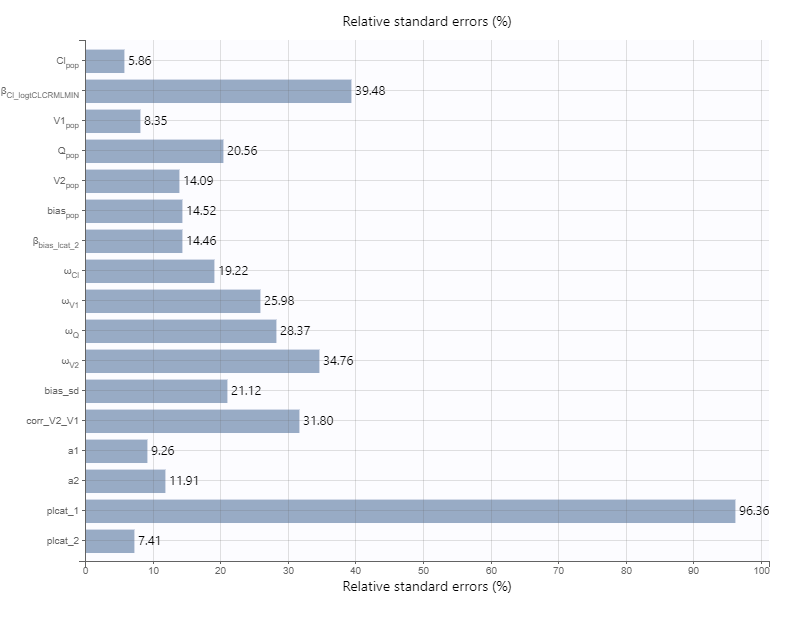 Relative standard errors (%)
Cl_pop 5.86
β_Cl_logtCLCRMLMIN 39.48
V1_pop 8.35
Q_pop 20.56
V2_pop 14.09
bias_pop 14.52
β_bias_lcat_2 14.46
ω_Cl 19.22
ω_V1 25.98
ω_Q 28.37
ω_V2 34.76
bias_sd 21.12
corr_V2_V1 31.80
a1 9.26
a2 11.91
plcat_1 96.36
plcat_2 7.41
0 10 20 30 40 50 60 70 80 90 100
Relative standard errors (%)